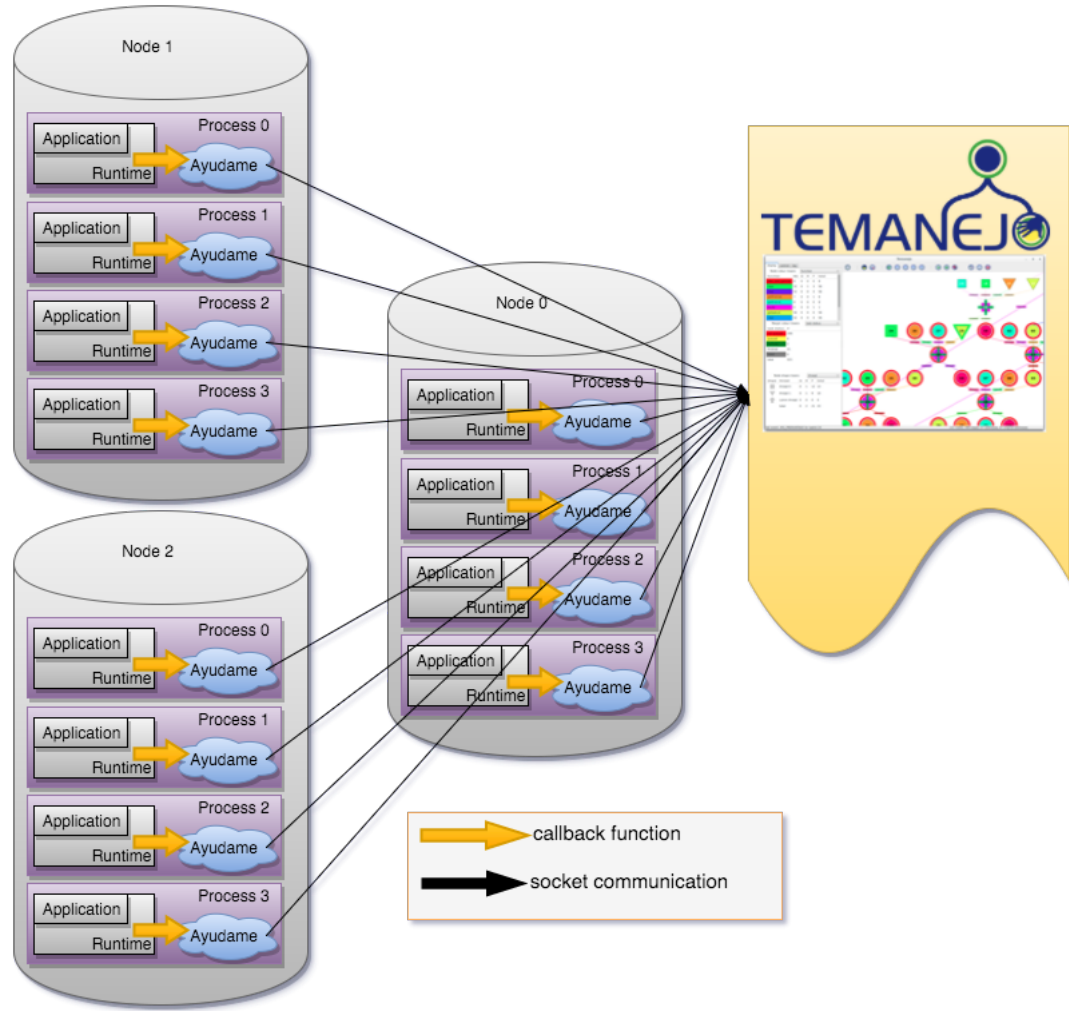 Node 1
Process 0
Application
Runtime
Ayudame
Process 1
Application
Runtime
Ayudame
Process 2
Application
Runtime
Ayudame
Process 3
Application
Runtime
Ayudame
Node 0
Process 0
Application
Runtime
Ayudame
Process 1
Application
Runtime
Ayudame
Process 2
Application
Runtime
Ayudame
Process 3
Application
Runtime
Ayudame
Node 2
Process 0
Application
Runtime
Ayudame
Process 1
Application
Runtime
Ayudame
Process 2
Application
Runtime
Ayudame
Process 3
Application
Runtime
Ayudame
TEMANEJO
callback function
socket communication